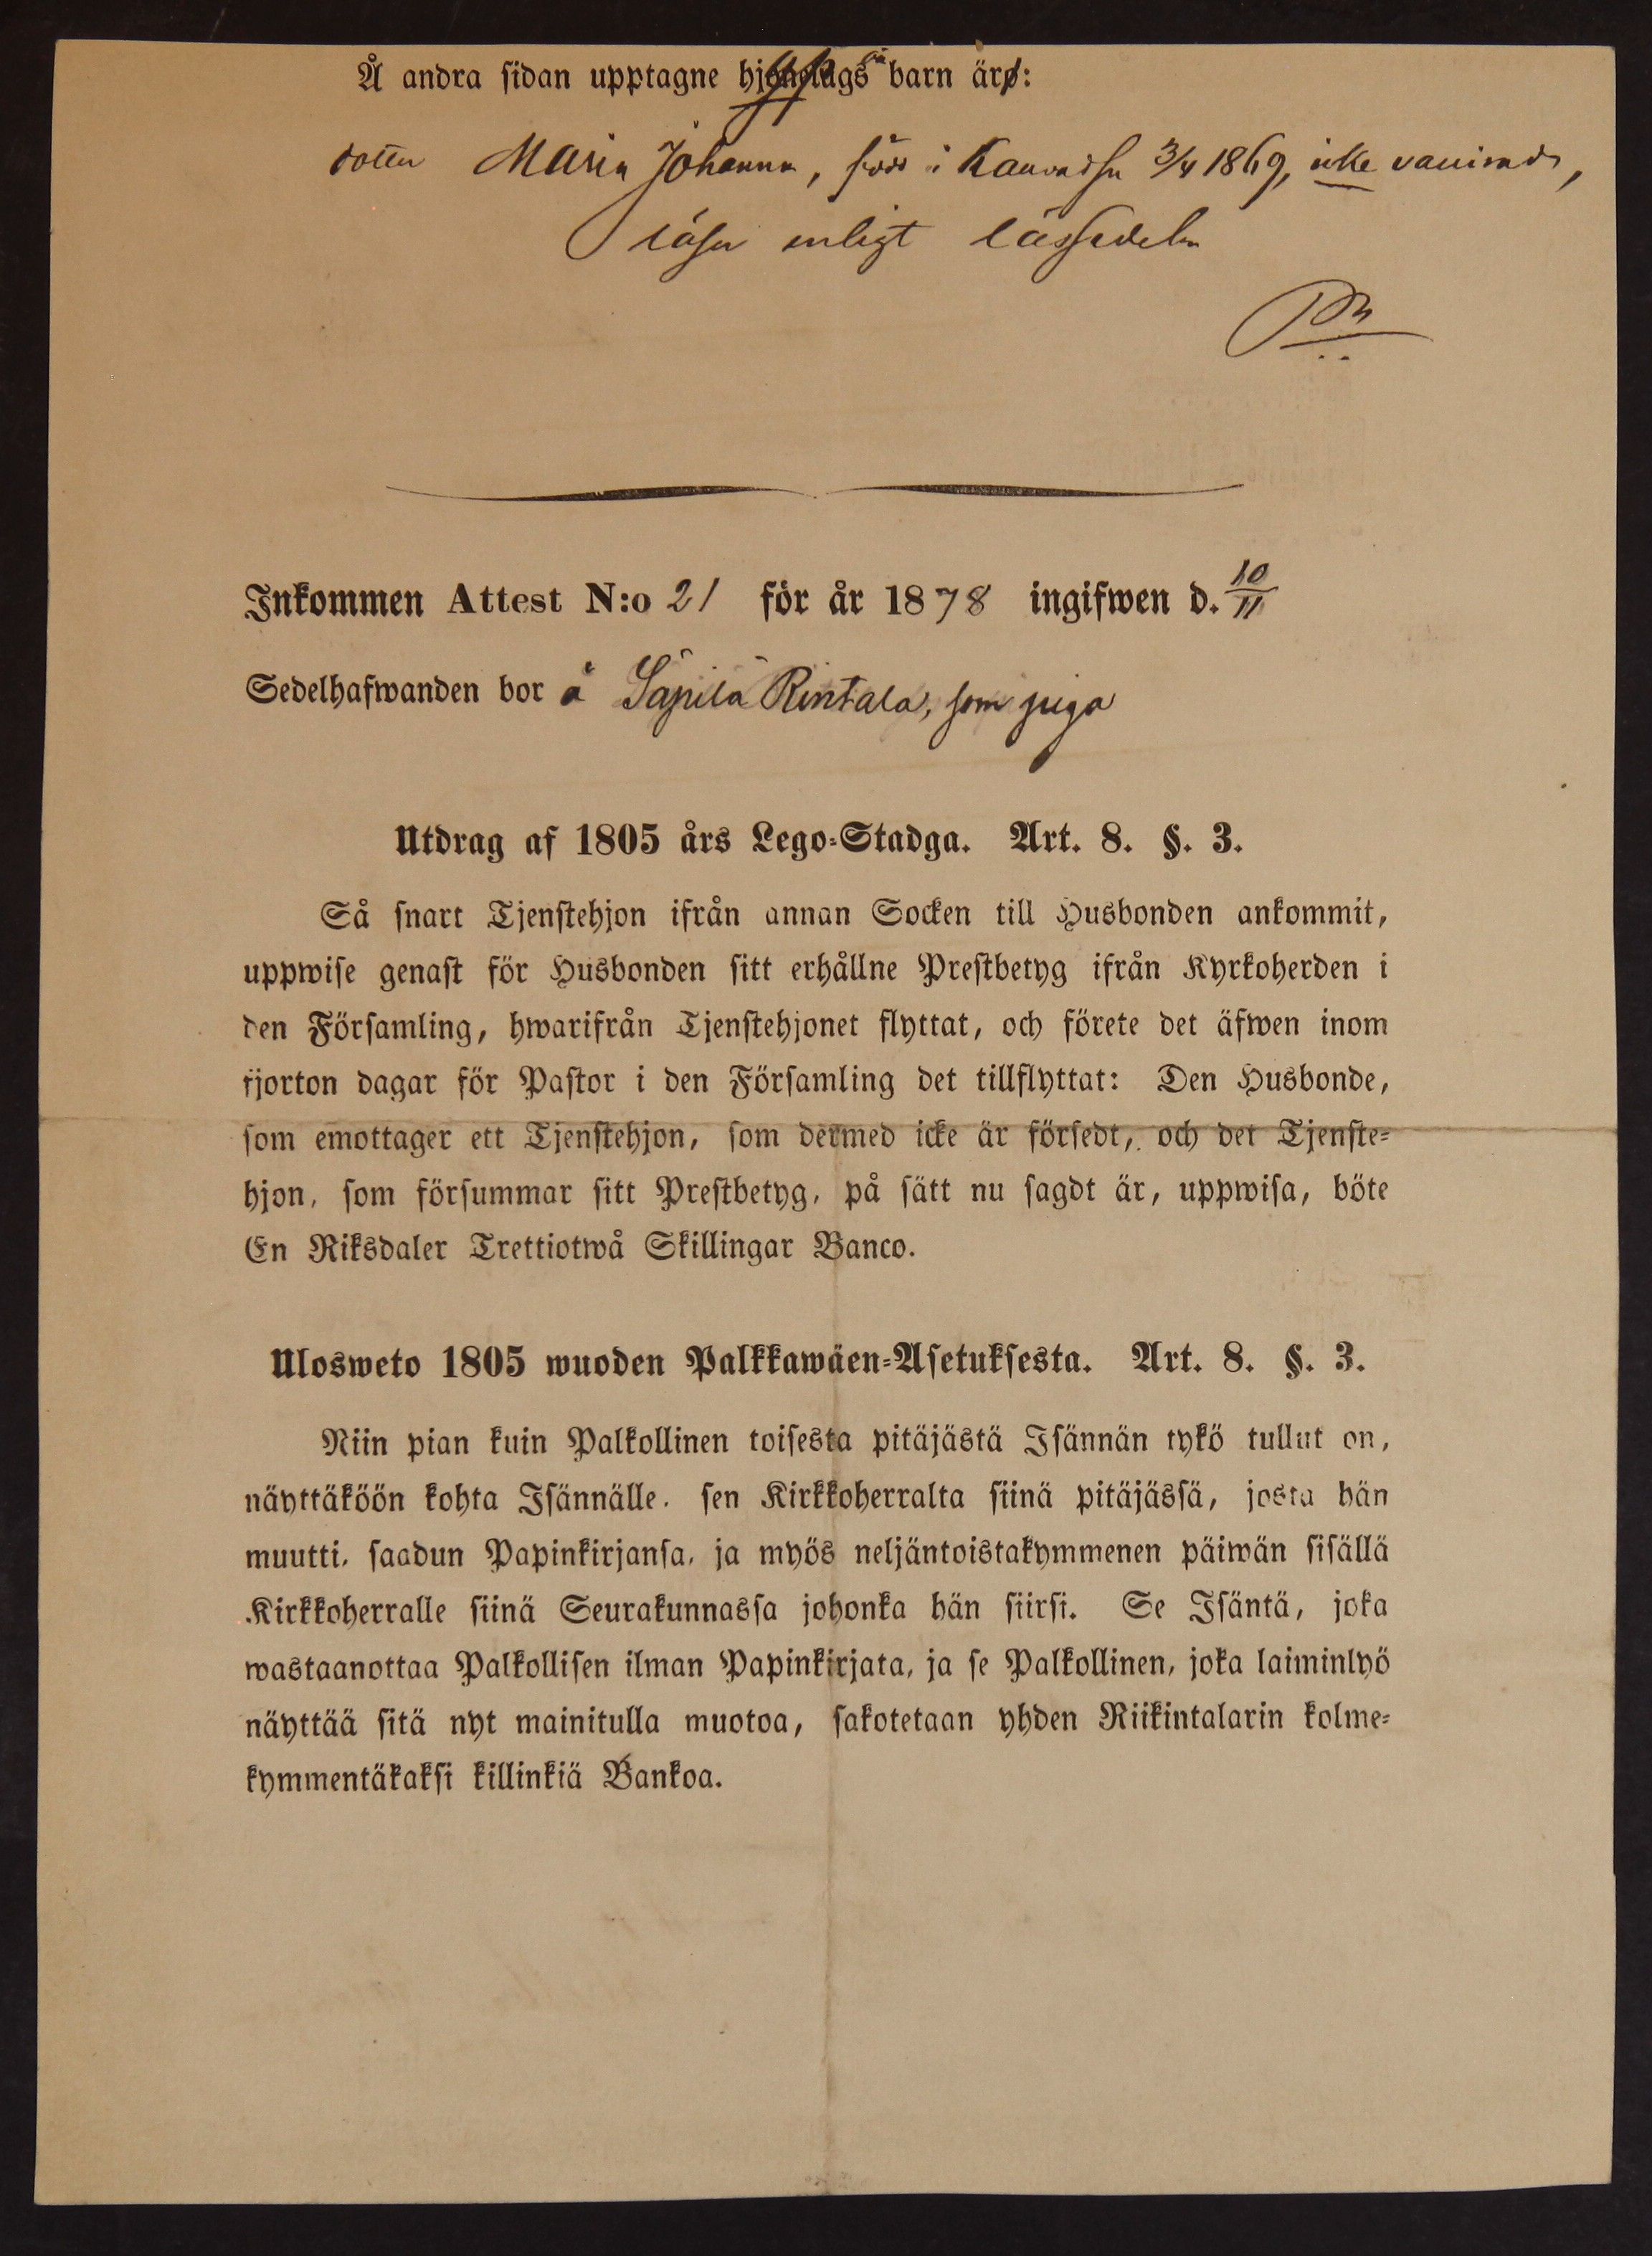 Å andra sidan upptagne hjonelags barn äro:
dotter Maria Johanna, född i Kauvatsa 3/4 1869, icke vaccinerad,
läser enligt läsesedeln
Inkommen Attest N:o 21 för år 1878 ingifwen d. 10/11
Sedelhafwanden bor å Säpilä Rintala, som piga
Utdrag af 1805 års Lego-Stadga. Art. 8. §. 3.
Så snart Tjenstehjon ifrån annan Socken till Husbonden ankommit,
uppwise genast för Husbonden sitt erhållne Prestbetyg ifrån Kyrkoherden i
den Församling, hwarifrån Tjenstehjonet flyttat, och förete det äfwen inom
fjorton dagar för Pastor i den Församling det tillflyttat: Den Husbonde,
som emottager ett Tjenstehjon, som dermed icke är försedt, och det Tjenste-
hjon, som försummar sitt Prestbetyg, på sätt nu sagdt är, uppwisa, böte
En Riksdaler Trettiotwå Skillingar Banco.
Ulosweto 1805 wuoden Palkkawäen-Asetuksesta. Art. 8. §. 3.
Niin pian kuin Palkollinen toisesta pitäjästä Isännän tykö tullut on,
näyttäköön kohta Isännälle, sen Kirkkoherralta siinä pitäjässä, josta hän
muutti, saadun Papinkirjansa, ja myös neljäntoistakymmenen päiwän sisällä
Kirkkoherralle siinä Seurakunnassa johonka hän siirsi. Se Isäntä, joka
wastaanottaa Palkollisen ilman Papinkirjata, ja se Palkollinen, joka laiminlyö
näyttää sitä nyt mainitulla muotoa, sakotetaan yhden Riikintalarin kolme-
kymmentäkaksi killinkiä Bankoa.